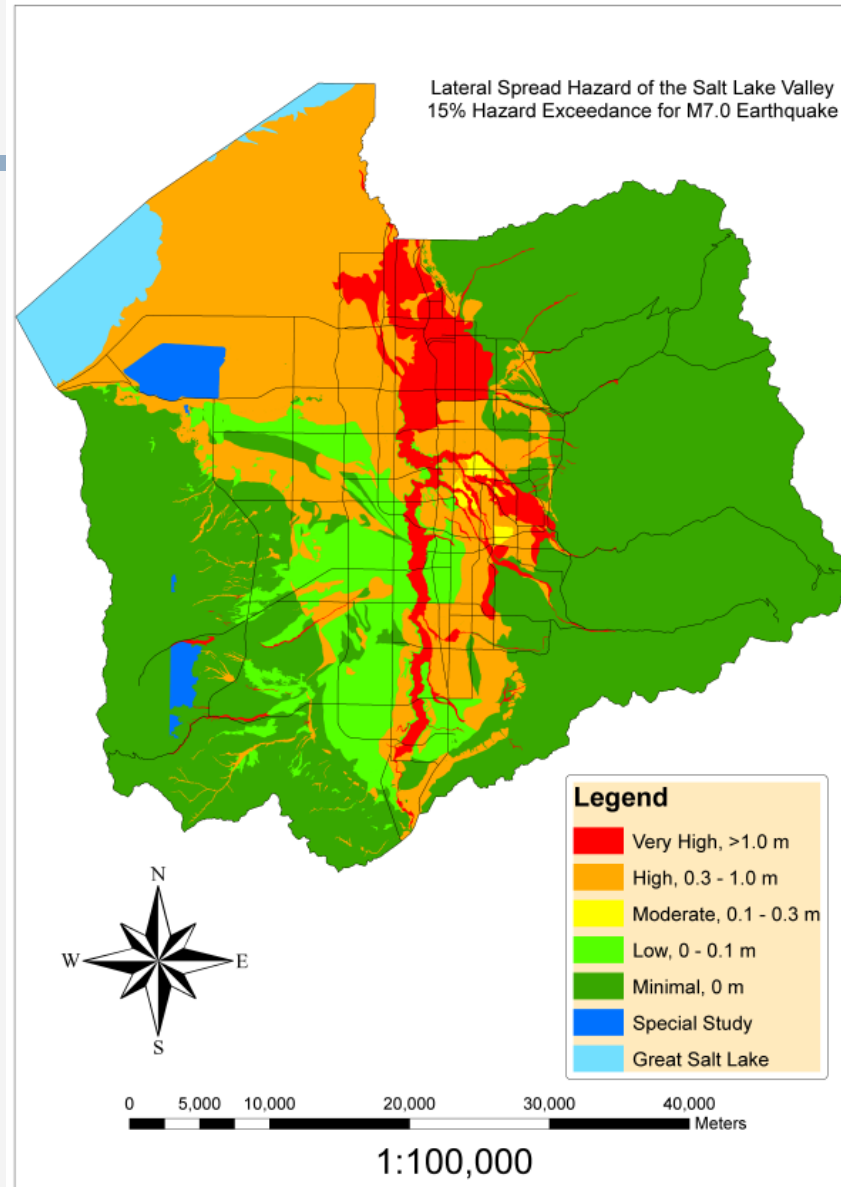 Lateral Spread Hazard of the Salt Lake Valley
15% Hazard Exceedance for M7.0 Earthquake
Legend
Very High, >1.0 m
High, 0.3 - 1.0 m
Moderate, 0.1 - 0.3 m
Low, 0 - 0.1 m
Minimal, 0 m
Special Study
Great Salt Lake
N
W E
S
0 5,000 10,000 20,000 30,000 40,000
Meters
1:100,000